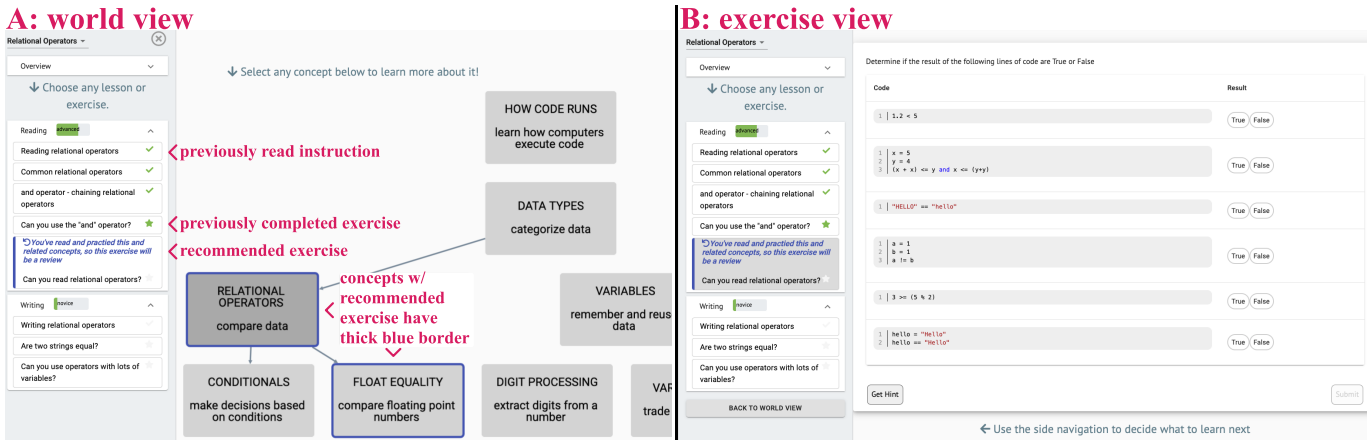 A: world view
Relational Operators
Overview
Choose any lesson or
exercise.
Reading advanced
Reading relational operators
Common relational operators
and operator - chaining relational
operators
Can you use the "and" operator?
You've read and practied this and
related concepts, so this exercise will
be a review
Can you read relational operators?
Writing novice
Writing relational operators
Are two strings equal?
Can you use operators with lots of
variables?
previously read instruction
previously completed exercise
recommended exercise
Select any concept below to learn more about it!
HOW CODE RUNS
learn how computers
execute code
DATA TYPES
categorize data
RELATIONAL
OPERATORS
compare data
concepts w/
recommended
exercise have
thick blue border
VARIABLES
remember and reus
data
CONDITIONALS
make decisions based
on conditions
FLOAT EQUALITY
compare floating point
numbers
DIGIT PROCESSING
extract digits from a
number
VAR
trade
B: exercise view
Relational Operators
Overview
Choose any lesson or
exercise.
Reading advanced
Reading relational operators
Common relational operators
and operator - chaining relational
operators
Can you use the "and" operator?
You've read and practied this and
related concepts, so this exercise will
be a review
Can you read relational operators?
Writing novice
Writing relational operators
Are two strings equal?
Can you use operators with lots of
variables?
BACK TO WORLD VIEW
Determine if the result of the following lines of code are True or False
Code Result
1 1.2 < 5
True False
1 x = 5
2 y = 4
3 (x + x) <= y and x <= (y+y)
True False
1 "HELLO" == "hello"
True False
1 a = 1
2 b = 1
3 a != b
True False
1 3 >= (5 % 2)
True False
1 hello = "Hello"
2 hello == "Hello"
True False
Get Hint
Submit
Use the side navigation to decide what to learn next